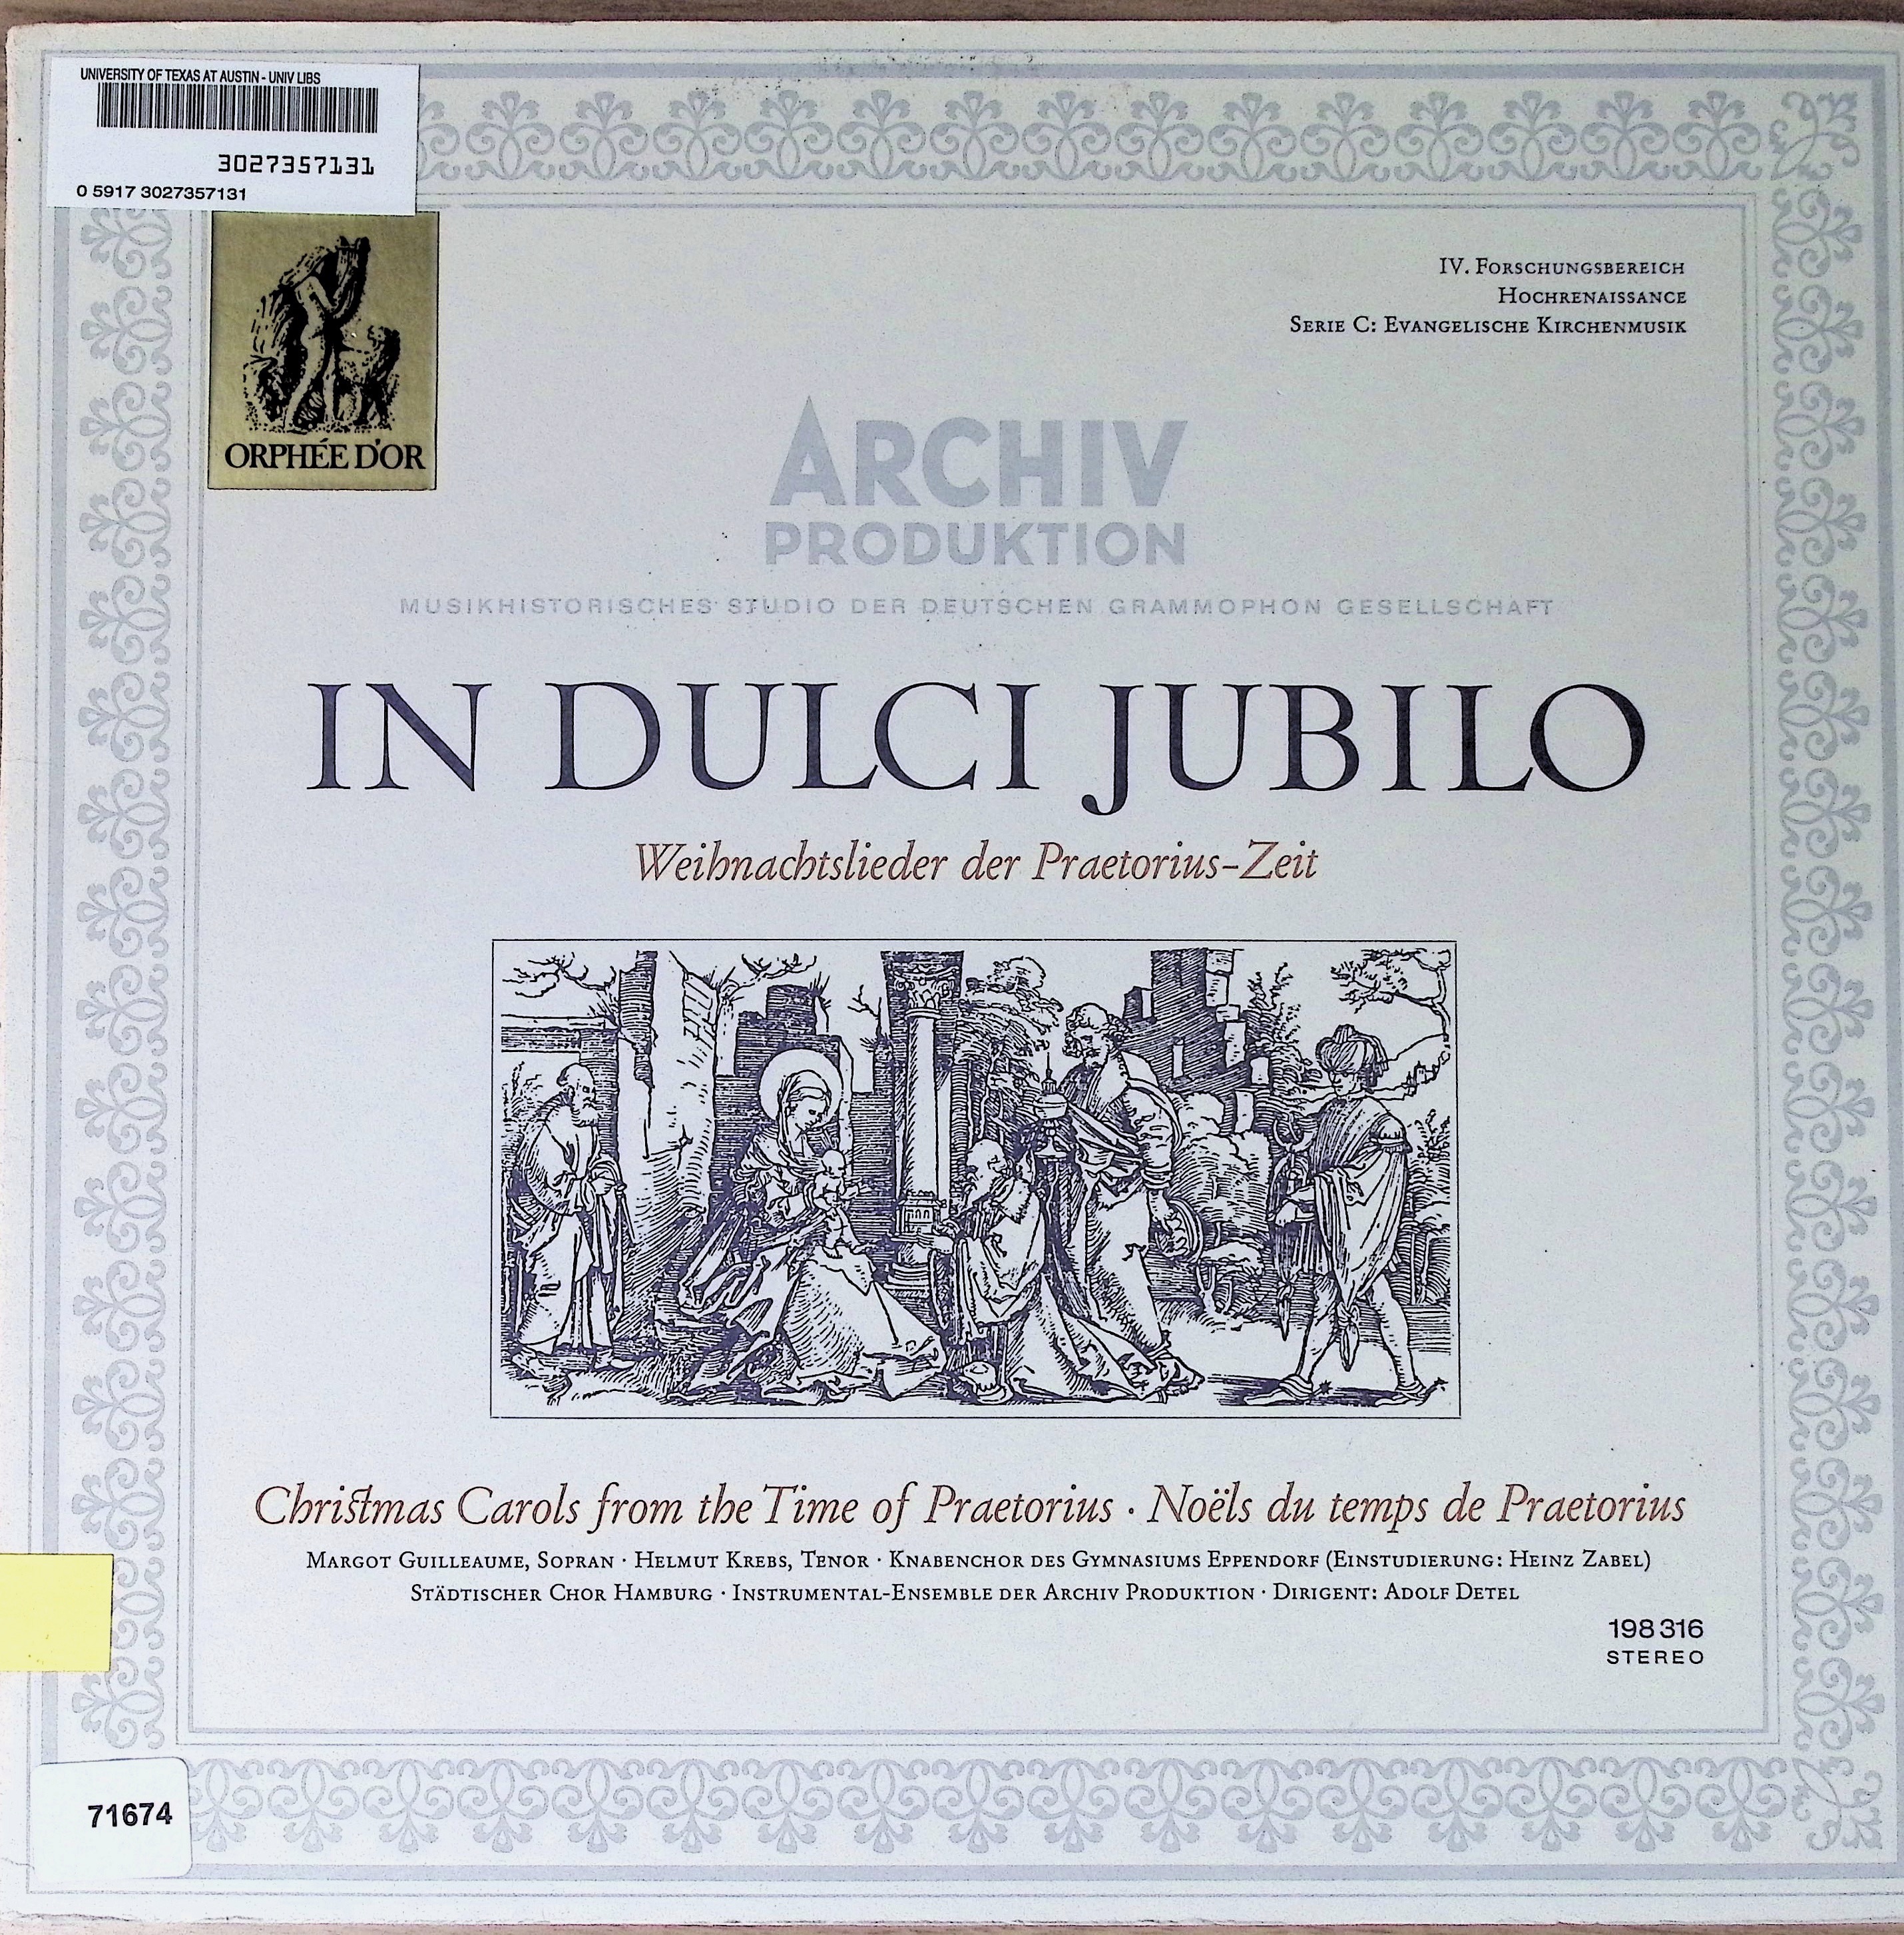 UNIVERSITY OF TEXAS AT AUSTIN - UNIV LIBS
3027357131
0 5917 3027357131
ORPHÉE D'OR
IV. FORSCHUNGSBEREICH
HOCHRENAISSANCE
SERIE C: EVANGELISCHE KIRCHENMUSIK
ARCHIV
PRODUKTION
MUSIKHISTORISCHES STUDIO DER DEUTSCHEN GRAMMOPHON GESELLSCHAFT
IN DULCI JUBILO
Weihnachtslieder der Praetorius-Zeit
Christmas Carols from the Time of Praetorius · Noëls du temps de Praetorius
MARGOT GUILLEAUME, SOPRAN · HELMUT KREBS, TENOR · KNABENCHOR DES GYMNASIUMS EPPENDORF (EINSTUDIERUNG: HEINZ ZABEL)
STÄDTISCHER CHOR HAMBURG · INSTRUMENTAL-ENSEMBLE DER ARCHIV PRODUKTION · DIRIGENT: ADOLF DETEL
198 316
STEREO
71674